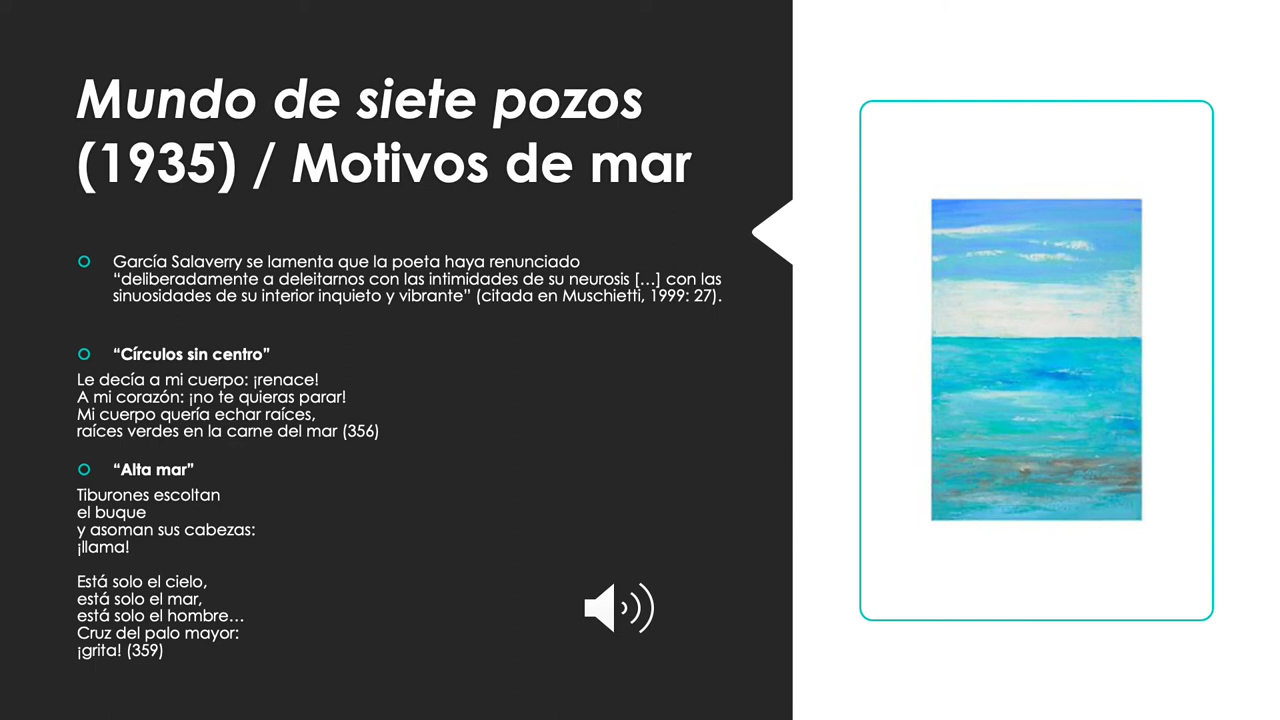 Mundo de siete pozos
(1935) / Motivos de mar
García Salaverry se lamenta que la poeta haya renunciado
“deliberadamente a deleitarnos con las intimidades de su neurosis [...] con las
sinuosidades de su interior inquieto y vibrante” (citada en Muschietti, 1999: 27).
“Círculos sin centro”
Le decía a mi cuerpo: ¡renace!
A mi corazón: ¡no te quieras parar!
Mi cuerpo quería echar raíces,
raíces verdes en la carne del mar (356)
“Alta mar”
Tiburones escoltan
el buque
y asoman sus cabezas:
¡llama!
Está solo el cielo,
está solo el mar,
está solo el hombre...
Cruz del palo mayor:
¡grita! (359)